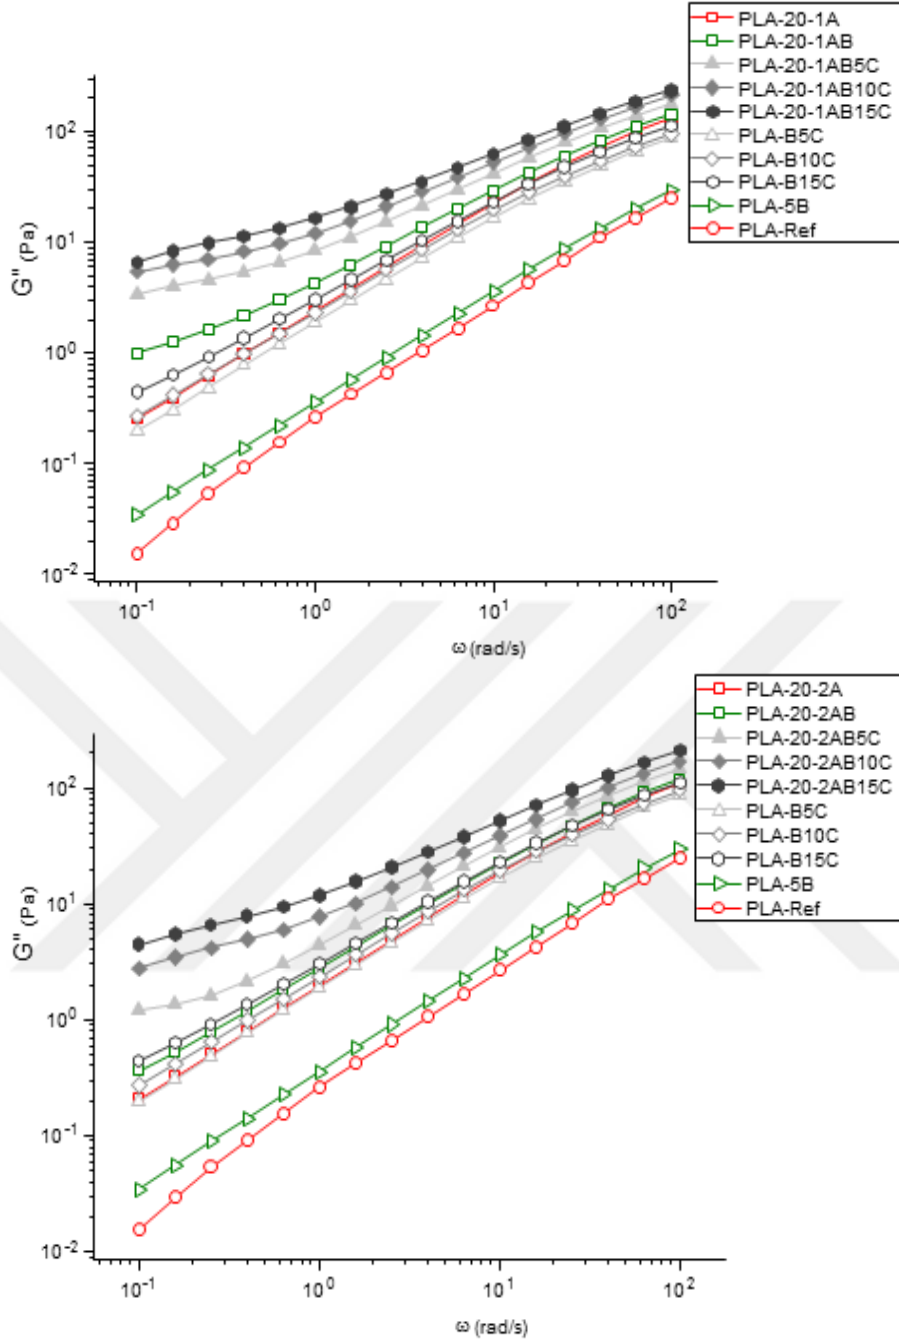 PLA-20-1A
PLA-20-1AB
PLA-20-1AB5C
PLA-20-1AB10C
PLA-20-1AB15C
PLA-B5C
PLA-B10C
PLA-B15C
PLA-5B
PLA-Ref
G'' (Pa)
10²
10¹
10⁰
10⁻¹
10⁻²
10⁻¹ 10⁰ 10¹ 10²
ω (rad/s)
PLA-20-2A
PLA-20-2AB
PLA-20-2AB5C
PLA-20-2AB10C
PLA-20-2AB15C
PLA-B5C
PLA-B10C
PLA-B15C
PLA-5B
PLA-Ref
G'' (Pa)
10²
10¹
10⁰
10⁻¹
10⁻²
10⁻¹ 10⁰ 10¹ 10²
ω (rad/s)